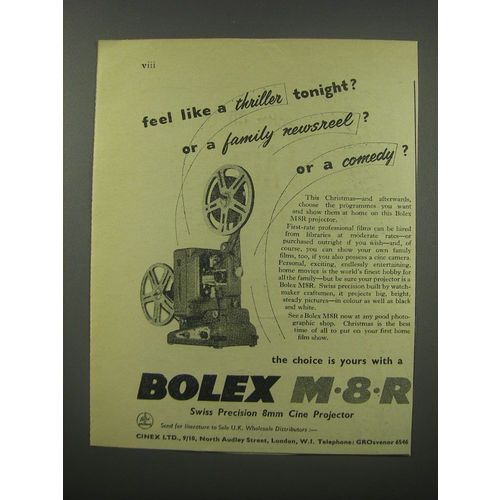 viii
feel like a thriller tonight?
or a family newsreel?
or a comedy?
This Christmas—and afterwards,
choose the programmes you want
and show them at home on this Bolex
M8R projector.
First-rate professional films can be hired
from libraries at moderate rates—or
purchased outright if you wish—and, of
course, you can show your own family
films, too, if you also possess a cine camera.
Personal, exciting, endlessly entertaining,
home movies is the world's finest hobby for
all the family—but be sure your projector is a
Bolex M8R. Swiss precision built by watch-
maker craftsmen, it projects big, bright,
steady pictures—in colour as well as black
and white.
See a Bolex M8R now at any good photo-
graphic shop. Christmas is the best
time of all to put on your first home
film show.
the choice is yours with a
BOLEX M·8·R
Swiss Precision 8mm Cine Projector
Send for literature to Sole U.K. Wholesale Distributors :—
CINEX LTD., 9/10, North Audley Street, London, W.1. Telephone: GROsvenor 6546